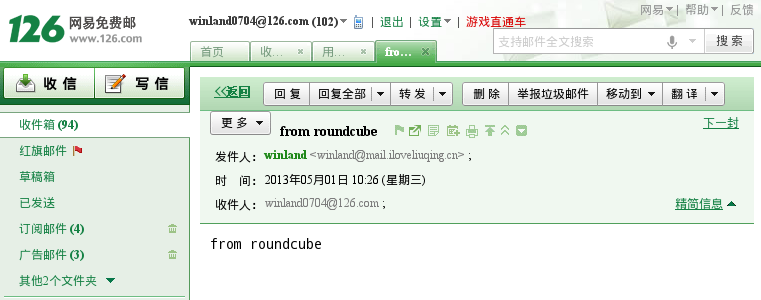 126 网易免费邮
www.126.com
winland0704@126.com (102) | 退出 | 设置 | 游戏直通车
网易 | 帮助 | 反馈
支持邮件全文搜索 搜 索
首页 收... 用... fro...
收 信 写 信
<<返回 回 复 回复全部 转 发 删 除 举报垃圾邮件 移动到 翻 译
更 多 from roundcube 下一封
收件箱 (94)
红旗邮件
草稿箱
已发送
订阅邮件 (4)
广告邮件 (3)
其他2个文件夹
发件人: winland <winland@mail.iloveliuqing.cn> ;
时 间: 2013年05月01日 10:26 (星期三)
收件人: winland0704@126.com ; 精简信息
from roundcube